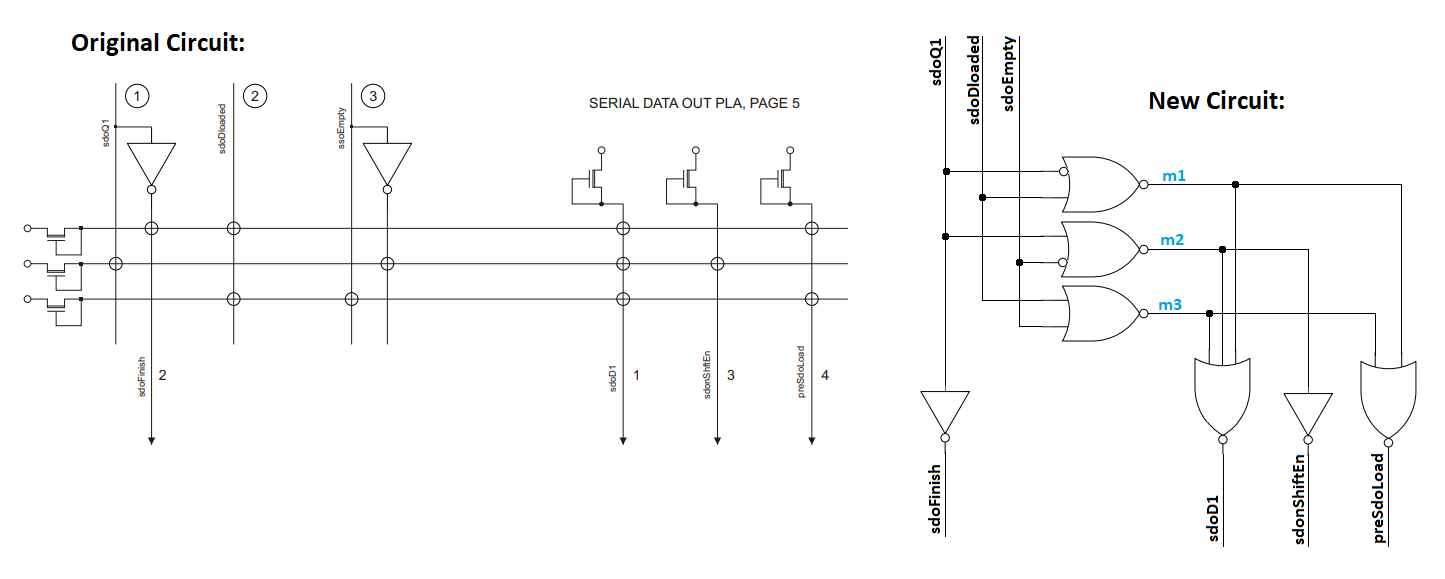 Original Circuit:
1
2
3
sdoQ1
sdoDloaded
ssoEmpty
SERIAL DATA OUT PLA, PAGE 5
sdoFinish
2
sdoD1
1
sdonShftEn
3
preSdoLoad
4
New Circuit:
sdoQ1
sdoDloaded
sdoEmpty
m1
m2
m3
sdoFinish
sdoD1
sdonShiftEn
preSdoLoad